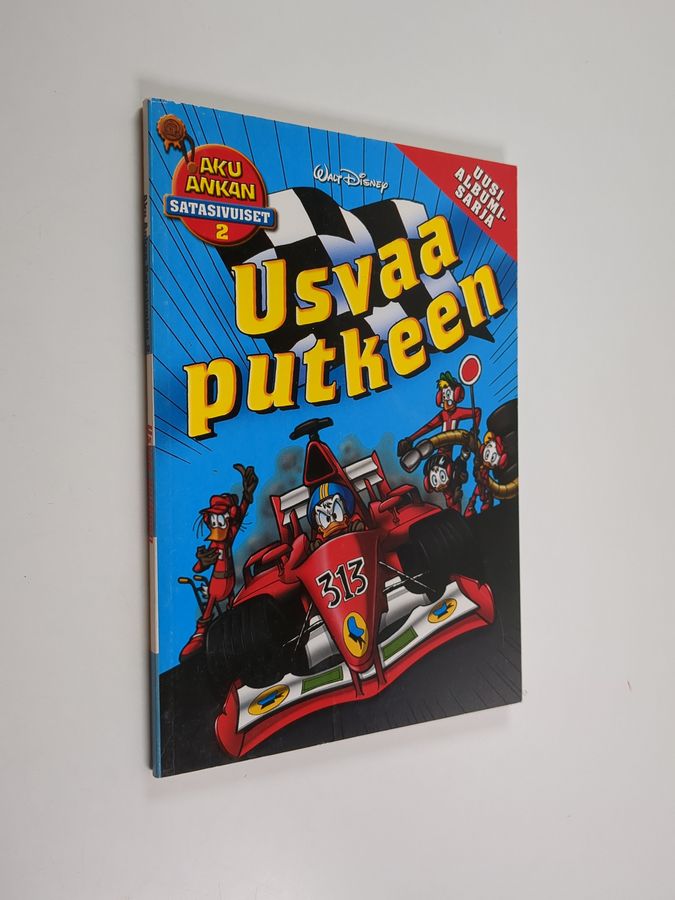 AKU
ANKAN
SATASIVUISET
2
WALT DISNEY
UUSI
ALBUMI-
SARJA
Usvaa
putkeen
313